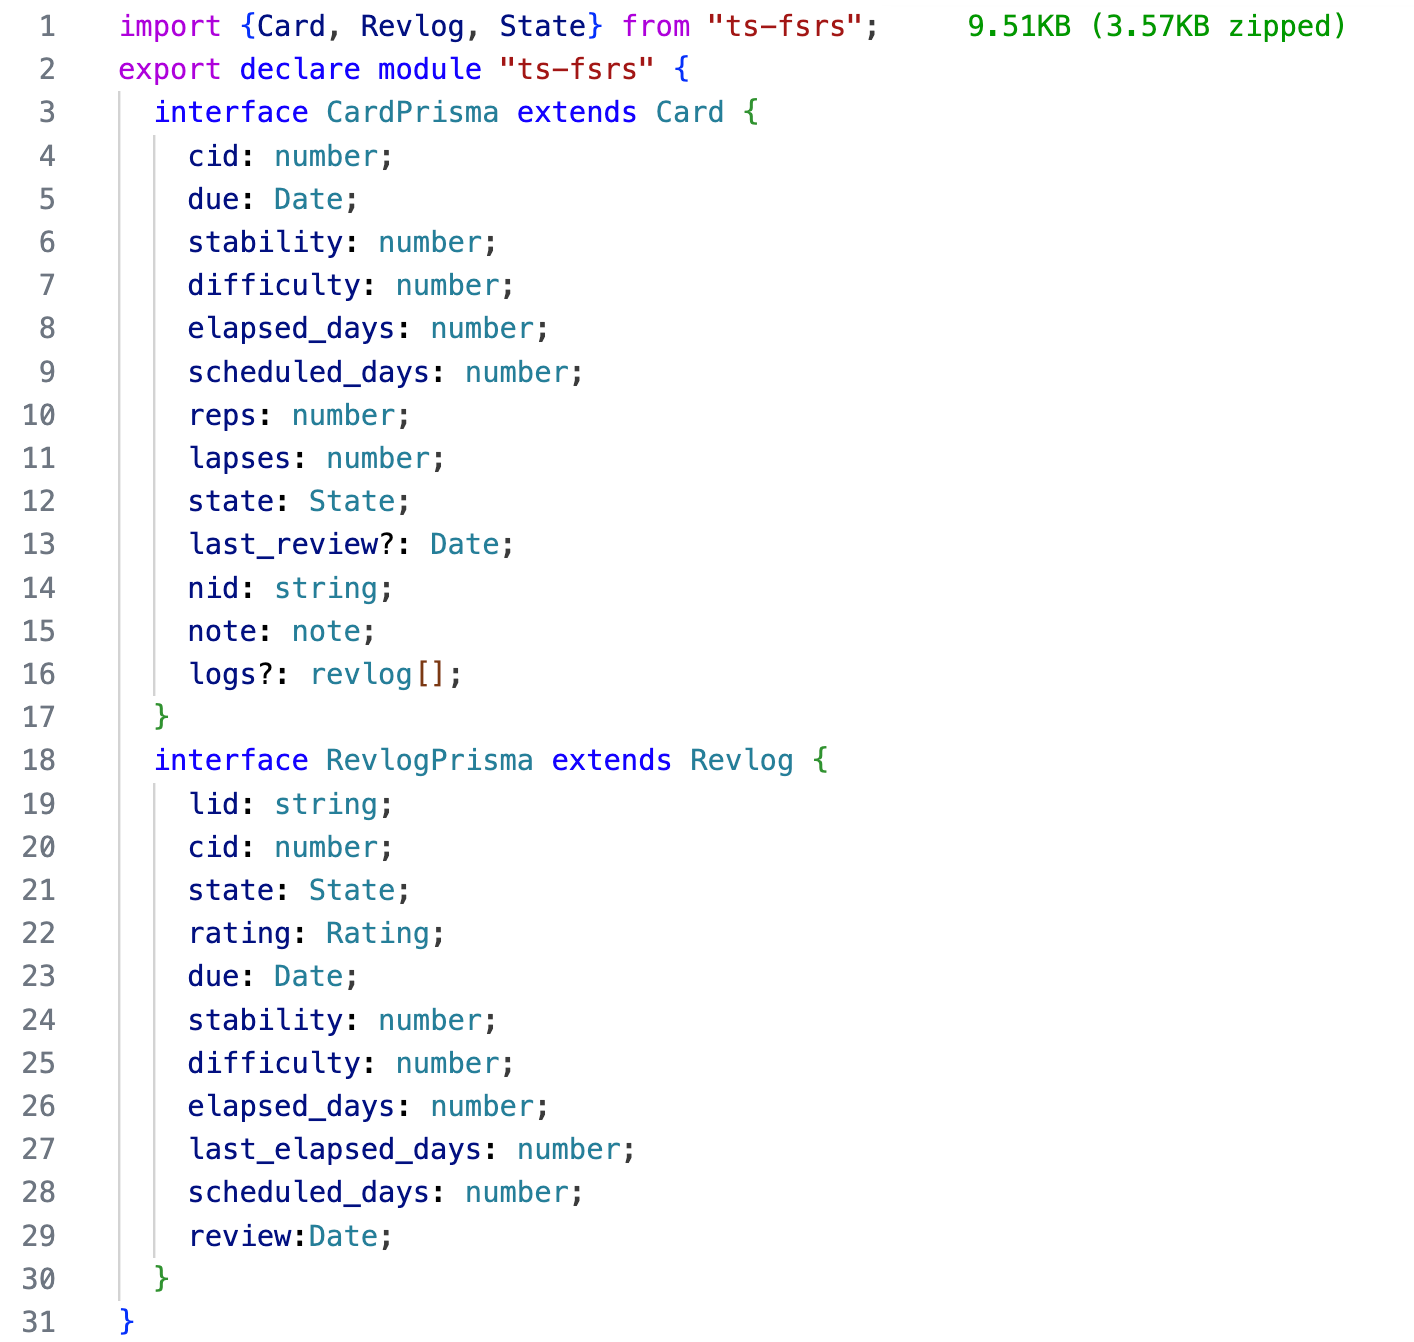 1 import {Card, Revlog, State} from "ts-fsrs"; 9.51KB (3.57KB zipped)
2 export declare module "ts-fsrs" {
3 interface CardPrisma extends Card {
4 cid: number;
5 due: Date;
6 stability: number;
7 difficulty: number;
8 elapsed_days: number;
9 scheduled_days: number;
10 reps: number;
11 lapses: number;
12 state: State;
13 last_review?: Date;
14 nid: string;
15 note: note;
16 logs?: revlog[];
17 }
18 interface RevlogPrisma extends Revlog {
19 lid: string;
20 cid: number;
21 state: State;
22 rating: Rating;
23 due: Date;
24 stability: number;
25 difficulty: number;
26 elapsed_days: number;
27 last_elapsed_days: number;
28 scheduled_days: number;
29 review:Date;
30 }
31 }